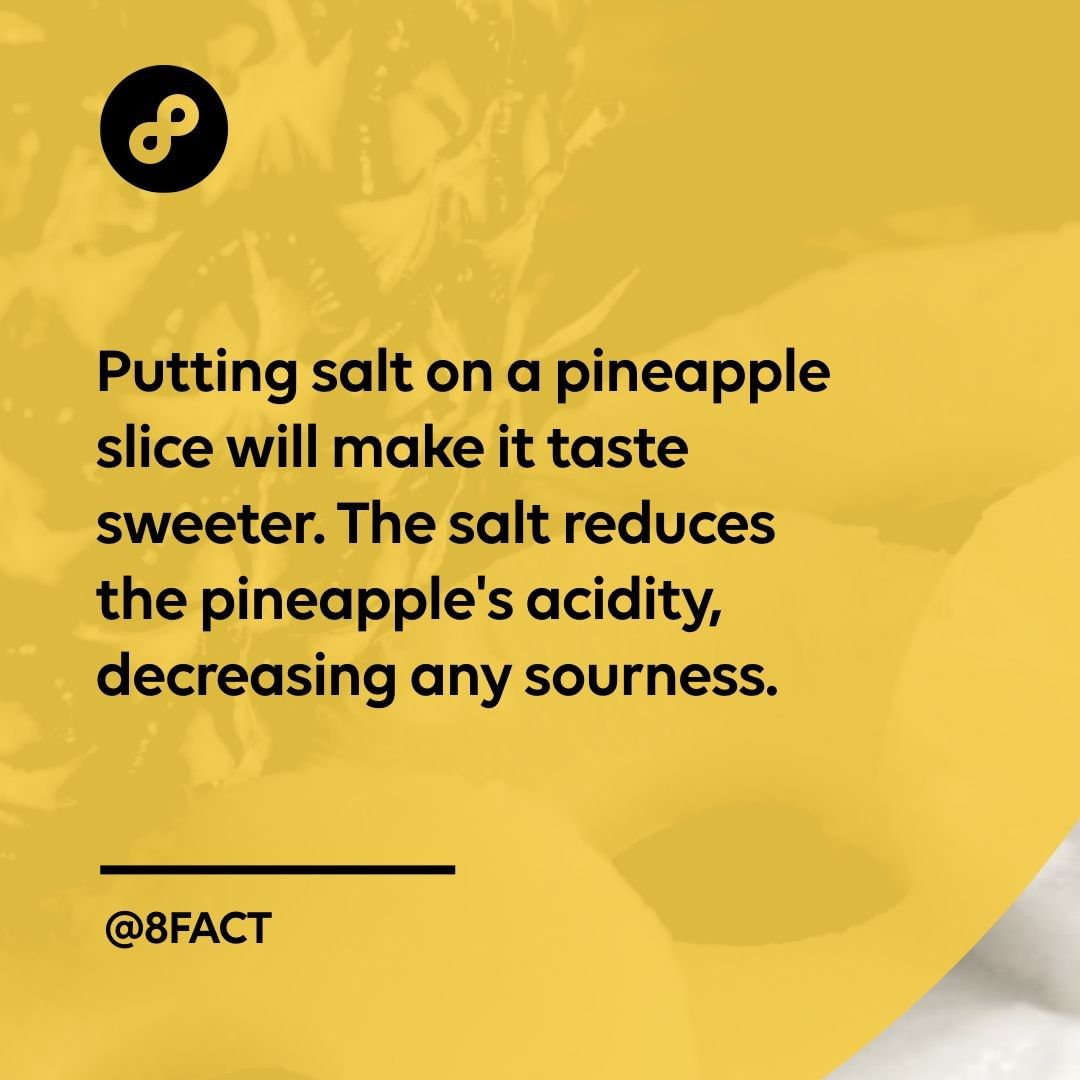 Putting salt on a pineapple
slice will make it taste
sweeter. The salt reduces
the pineapple's acidity,
decreasing any sourness.
@8FACT